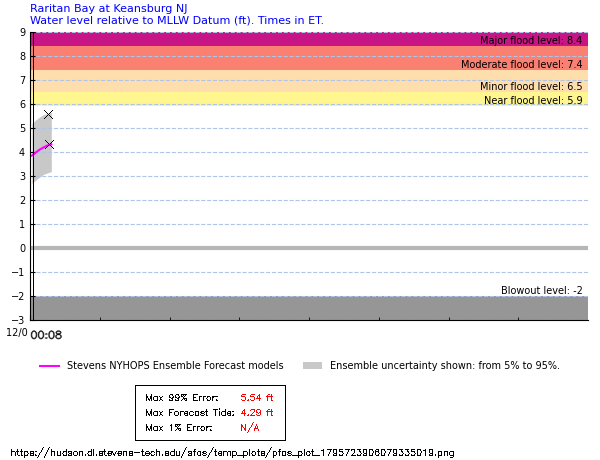 Raritan Bay at Keansburg NJ
Water level relative to MLLW Datum (ft). Times in ET.
9
Major flood level: 8.4
8
Moderate flood level: 7.4
7
Minor flood level: 6.5
6
Near flood level: 5.9
5
4
3
2
1
0
−1
Blowout level: -2
−2
−3
12/0 00:08
Stevens NYHOPS Ensemble Forecast models
Ensemble uncertainty shown: from 5% to 95%.
Max 99% Error: 5.54 ft
Max Forecast Tide: 4.29 ft
Max 1% Error: N/A
https://hudson.dl.stevens-tech.edu/sfas/temp_plots/pfas_plot_1795723906079335019.png